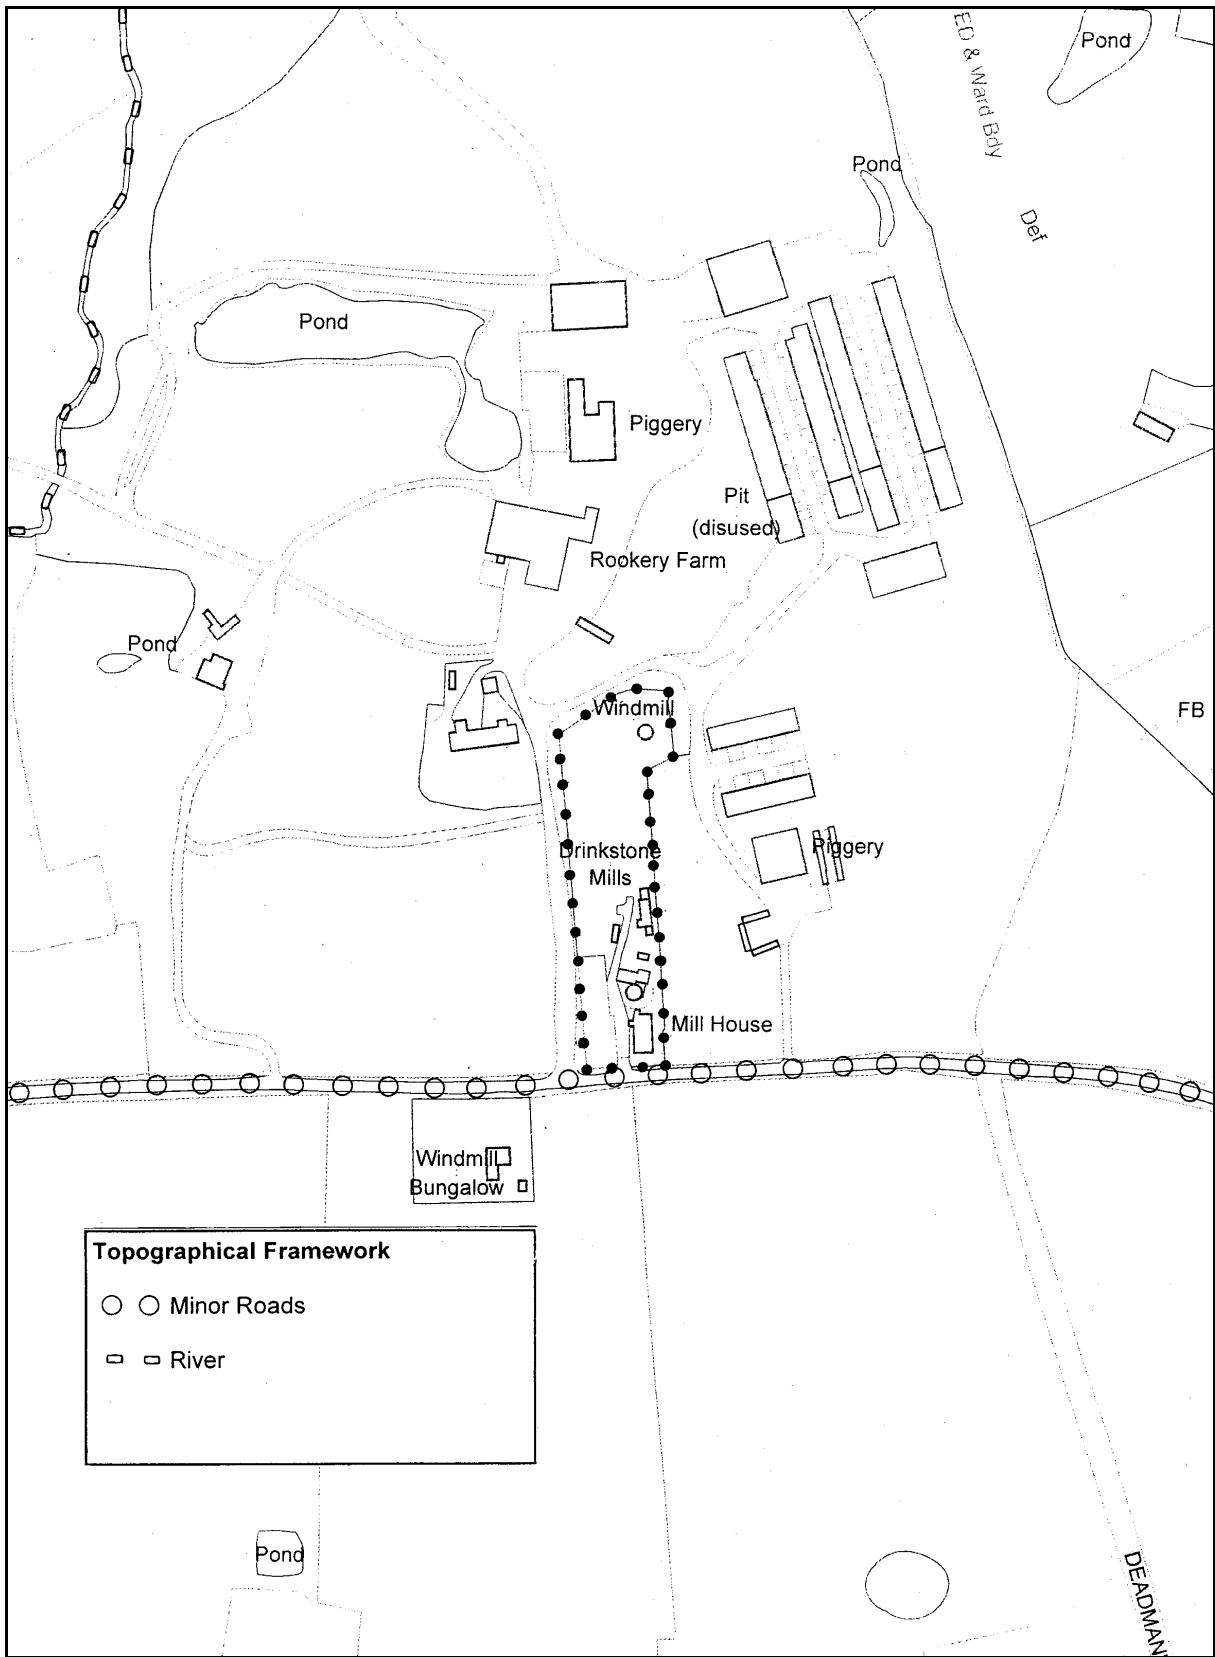 Pond
ED & Ward Bdy
Pond
Def
Pond
Piggery
Pit
(disused)
Rookery Farm
Pond
Windmill
FB
Drinkstone
Mills
Piggery
Mill House
Windmill
Bungalow
Topographical Framework
Minor Roads
River
Pond
DEADMAN